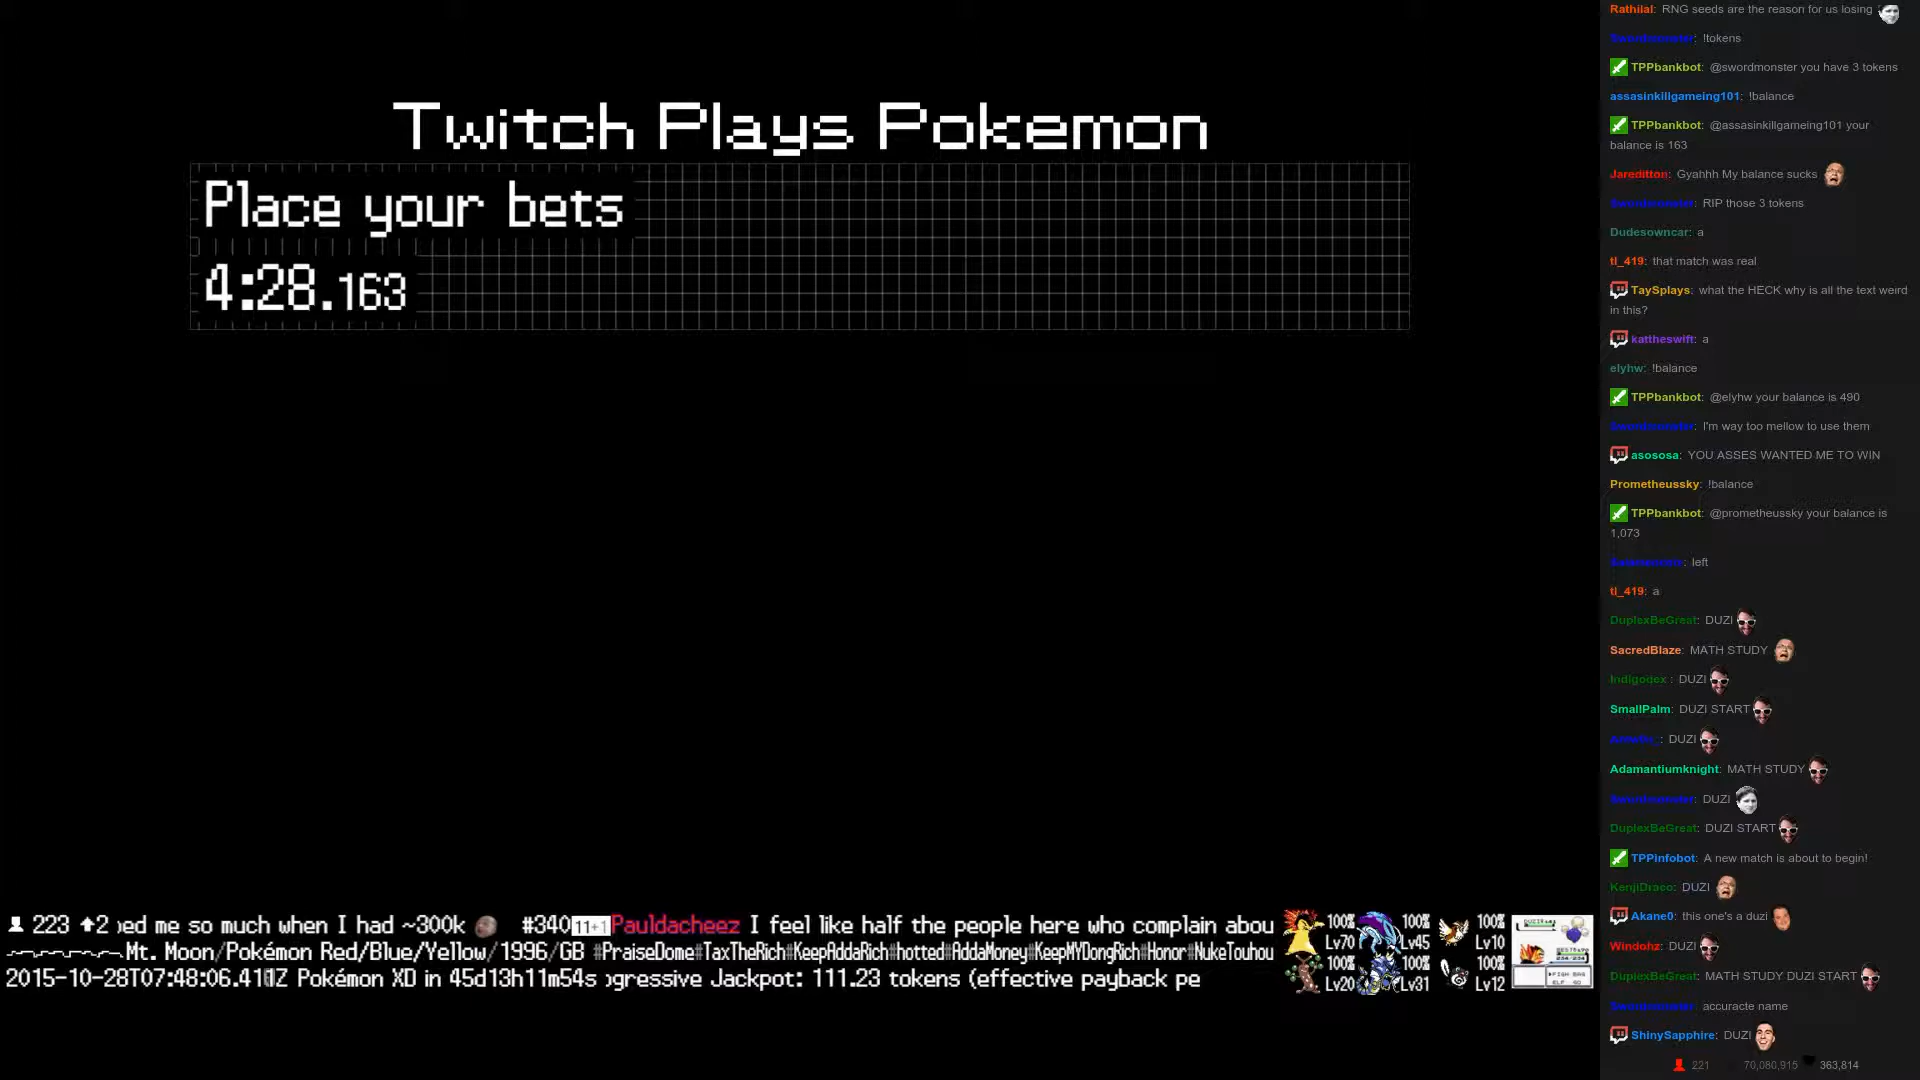 Twitch Plays Pokemon
Place your bets
4:28.163
223 2 me so much when I had ~300k #340 11+1 Pauldacheez I feel like half the people here who complain abou
Mt. Moon/Pokémon Red/Blue/Yellow/1996/GB #PraiseDome#TaxTheRich#KeepAddaRich#hotted#AddaMoney#KeepMYDongRich#Honor#NukeTouhou
Pokémon XD in 45d13h11m54s ogressive Jackpot: 111.23 tokens (effective payback pe
100% 100% 100%
Lv70 Lv45 Lv10
100% 100% 100%
Lv20 Lv31 Lv12
Rathilal: RNG seeds are the reason for us losing
Swordmonster: !tokens
TPPbankbot: @swordmonster you have 3 tokens
assasinkillgameing101: !balance
TPPbankbot: @assasinkillgameing101 your
balance is 163
Jareditton: Gyahhh My balance sucks
Swordmonster: RIP those 3 tokens
Dudesowncar: a
tl_419: that match was real
TaySplays: what the HECK why is all the text weird
in this?
kattheswift: a
elyhw: !balance
TPPbankbot: @elyhw your balance is 490
Swordmonster: I'm way too mellow to use them
asososa: YOU ASSES WANTED ME TO WIN
Prometheussky: !balance
TPPbankbot: @prometheussky your balance is
1,073
: left
tl_419: a
DuplexBeGreat: DUZI
SacredBlaze: MATH STUDY
Indigodex : DUZI
SmallPalm: DUZI START
: DUZI
Adamantiumknight: MATH STUDY
Swordmonster: DUZI
DuplexBeGreat: DUZI START
TPPinfobot: A new match is about to begin!
KenjiDraco: DUZI
Akane0: this one's a duzi
Windohz: DUZI
DuplexBeGreat: MATH STUDY DUZI START
Swordmonster: accuracte name
ShinySapphire: DUZI
221 70,080,915 363,814